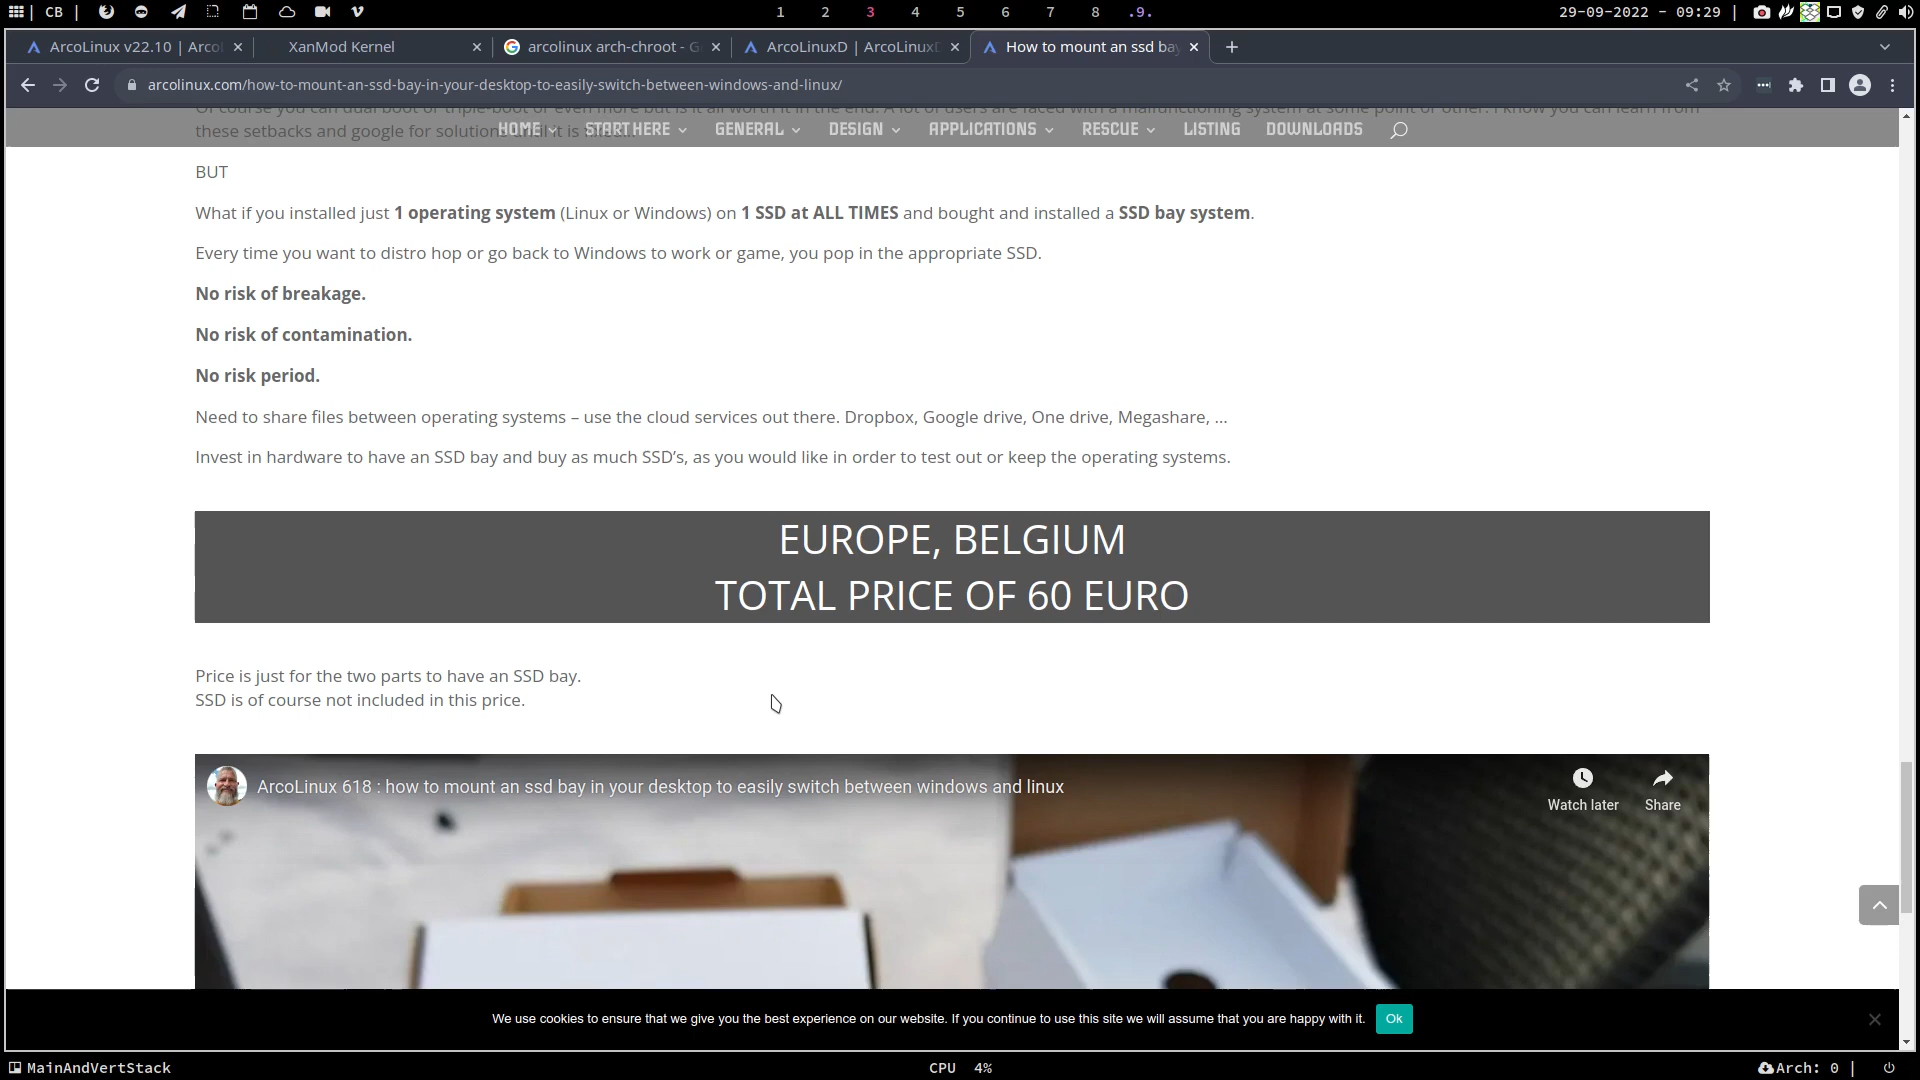 CB
1 2 3 4 5 6 7 8 .9.
29-09-2022 - 09:29
ArcoLinux v22.10 | Arcol
XanMod Kernel
arcolinux arch-chroot - G
ArcoLinuxD | ArcoLinuxD
How to mount an ssd bay
arcolinux.com/how-to-mount-an-ssd-bay-in-your-desktop-to-easily-switch-between-windows-and-linux/
Of course you can dual boot or triple-boot or even more but is it all worth it in the end. A lot of users are faced with a malfunctioning system at some point or other. I know you can learn from
these setbacks and google for solutions until it is
HOME START HERE GENERAL DESIGN APPLICATIONS RESCUE LISTING DOWNLOADS
BUT
What if you installed just 1 operating system (Linux or Windows) on 1 SSD at ALL TIMES and bought and installed a SSD bay system.
Every time you want to distro hop or go back to Windows to work or game, you pop in the appropriate SSD.
No risk of breakage.
No risk of contamination.
No risk period.
Need to share files between operating systems – use the cloud services out there. Dropbox, Google drive, One drive, Megashare, …
Invest in hardware to have an SSD bay and buy as much SSD’s, as you would like in order to test out or keep the operating systems.
EUROPE, BELGIUM
TOTAL PRICE OF 60 EURO
Price is just for the two parts to have an SSD bay.
SSD is of course not included in this price.
ArcoLinux 618 : how to mount an ssd bay in your desktop to easily switch between windows and linux
Watch later
Share
We use cookies to ensure that we give you the best experience on our website. If you continue to use this site we will assume that you are happy with it.
Ok
MainAndVertStack
CPU 4%
Arch: 0